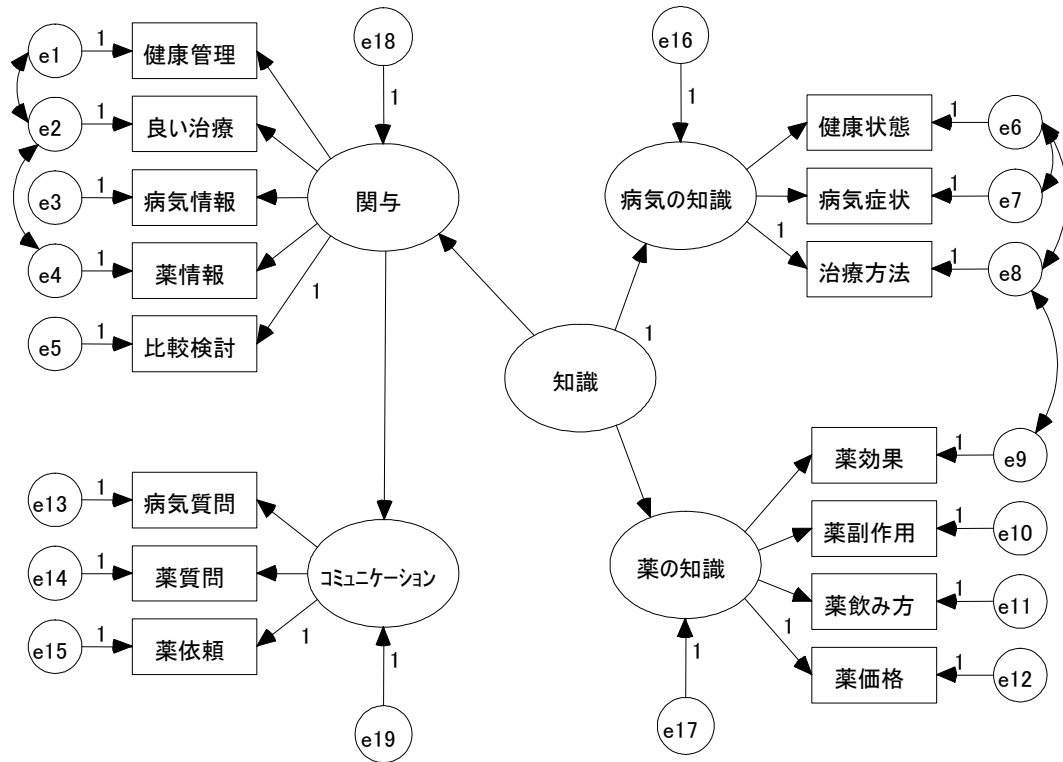 e18
e16
e1
1
健康管理
1
1
e2
1
良い治療
健康状態
1
e6
e3
1
病気情報
関与
病気の知識
病気症状
1
e7
e4
1
薬情報
1
治療方法
1
e8
e5
1
比較検討
1
1
知識
薬効果
1
e9
e13
1
病気質問
薬副作用
1
e10
e14
1
薬質問
コミュニケーション
薬の知識
薬飲み方
1
e11
e15
1
薬依頼
1
1
1
1
薬価格
1
e12
e19
e17